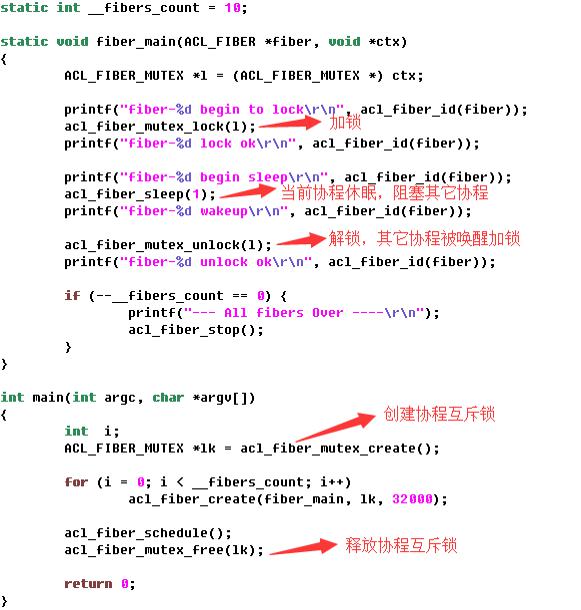 static int __fibers_count = 10;
static void fiber_main(ACL_FIBER *fiber, void *ctx)
{
ACL_FIBER_MUTEX *l = (ACL_FIBER_MUTEX *) ctx;
printf("fiber-%d begin to lock\r\n", acl_fiber_id(fiber));
acl_fiber_mutex_lock(l); 加锁
printf("fiber-%d lock ok\r\n", acl_fiber_id(fiber));
printf("fiber-%d begin sleep\r\n", acl_fiber_id(fiber));
acl_fiber_sleep(1); 当前协程休眠，阻塞其它协程
printf("fiber-%d wakeup\r\n", acl_fiber_id(fiber));
acl_fiber_mutex_unlock(l); 解锁，其它协程被唤醒加锁
printf("fiber-%d unlock ok\r\n", acl_fiber_id(fiber));
if (--__fibers_count == 0) {
printf("--- All fibers Over ----\r\n");
acl_fiber_stop();
}
}
int main(int argc, char *argv[])
{
创建协程互斥锁
int i;
ACL_FIBER_MUTEX *lk = acl_fiber_mutex_create();
for (i = 0; i < __fibers_count; i++)
acl_fiber_create(fiber_main, lk, 32000);
acl_fiber_schedule();
acl_fiber_mutex_free(lk); 释放协程互斥锁
return 0;
}